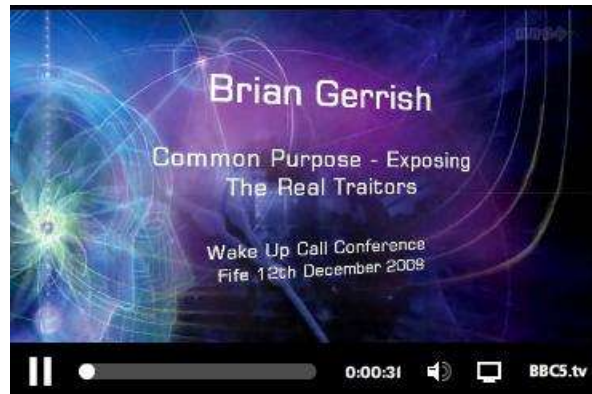 Brian Gerrish
Common Purpose - Exposing
The Real Traitors
Wake Up Call Conference
Fife 12th December 2009
0:00:31
BBC5.tv